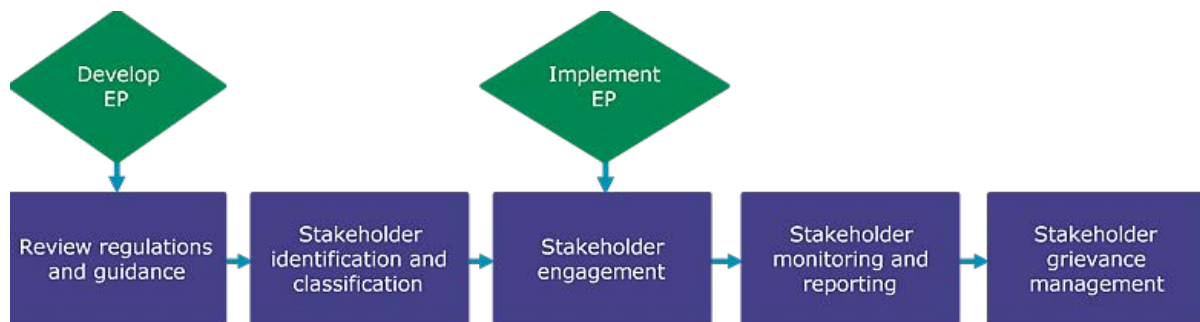 Develop
EP
Implement
EP
Review regulations
and guidance
Stakeholder
identification and
classification
Stakeholder
engagement
Stakeholder
monitoring and
reporting
Stakeholder
grievance
management